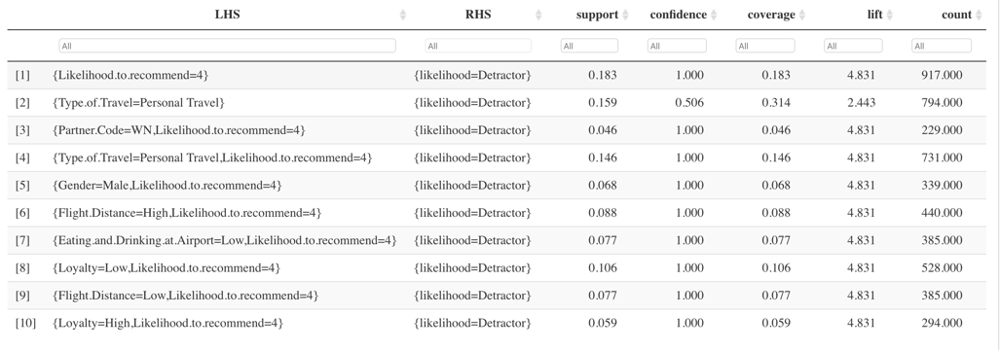 LHS RHS support confidence coverage lift count
All All All All All All All
[1] {Likelihood.to.recommend=4} {likelihood=Detractor} 0.183 1.000 0.183 4.831 917.000
[2] {Type.of.Travel=Personal Travel} {likelihood=Detractor} 0.159 0.506 0.314 2.443 794.000
[3] {Partner.Code=WN,Likelihood.to.recommend=4} {likelihood=Detractor} 0.046 1.000 0.046 4.831 229.000
[4] {Type.of.Travel=Personal Travel,Likelihood.to.recommend=4} {likelihood=Detractor} 0.146 1.000 0.146 4.831 731.000
[5] {Gender=Male,Likelihood.to.recommend=4} {likelihood=Detractor} 0.068 1.000 0.068 4.831 339.000
[6] {Flight.Distance=High,Likelihood.to.recommend=4} {likelihood=Detractor} 0.088 1.000 0.088 4.831 440.000
[7] {Eating.and.Drinking.at.Airport=Low,Likelihood.to.recommend=4} {likelihood=Detractor} 0.077 1.000 0.077 4.831 385.000
[8] {Loyalty=Low,Likelihood.to.recommend=4} {likelihood=Detractor} 0.106 1.000 0.106 4.831 528.000
[9] {Flight.Distance=Low,Likelihood.to.recommend=4} {likelihood=Detractor} 0.077 1.000 0.077 4.831 385.000
[10] {Loyalty=High,Likelihood.to.recommend=4} {likelihood=Detractor} 0.059 1.000 0.059 4.831 294.000